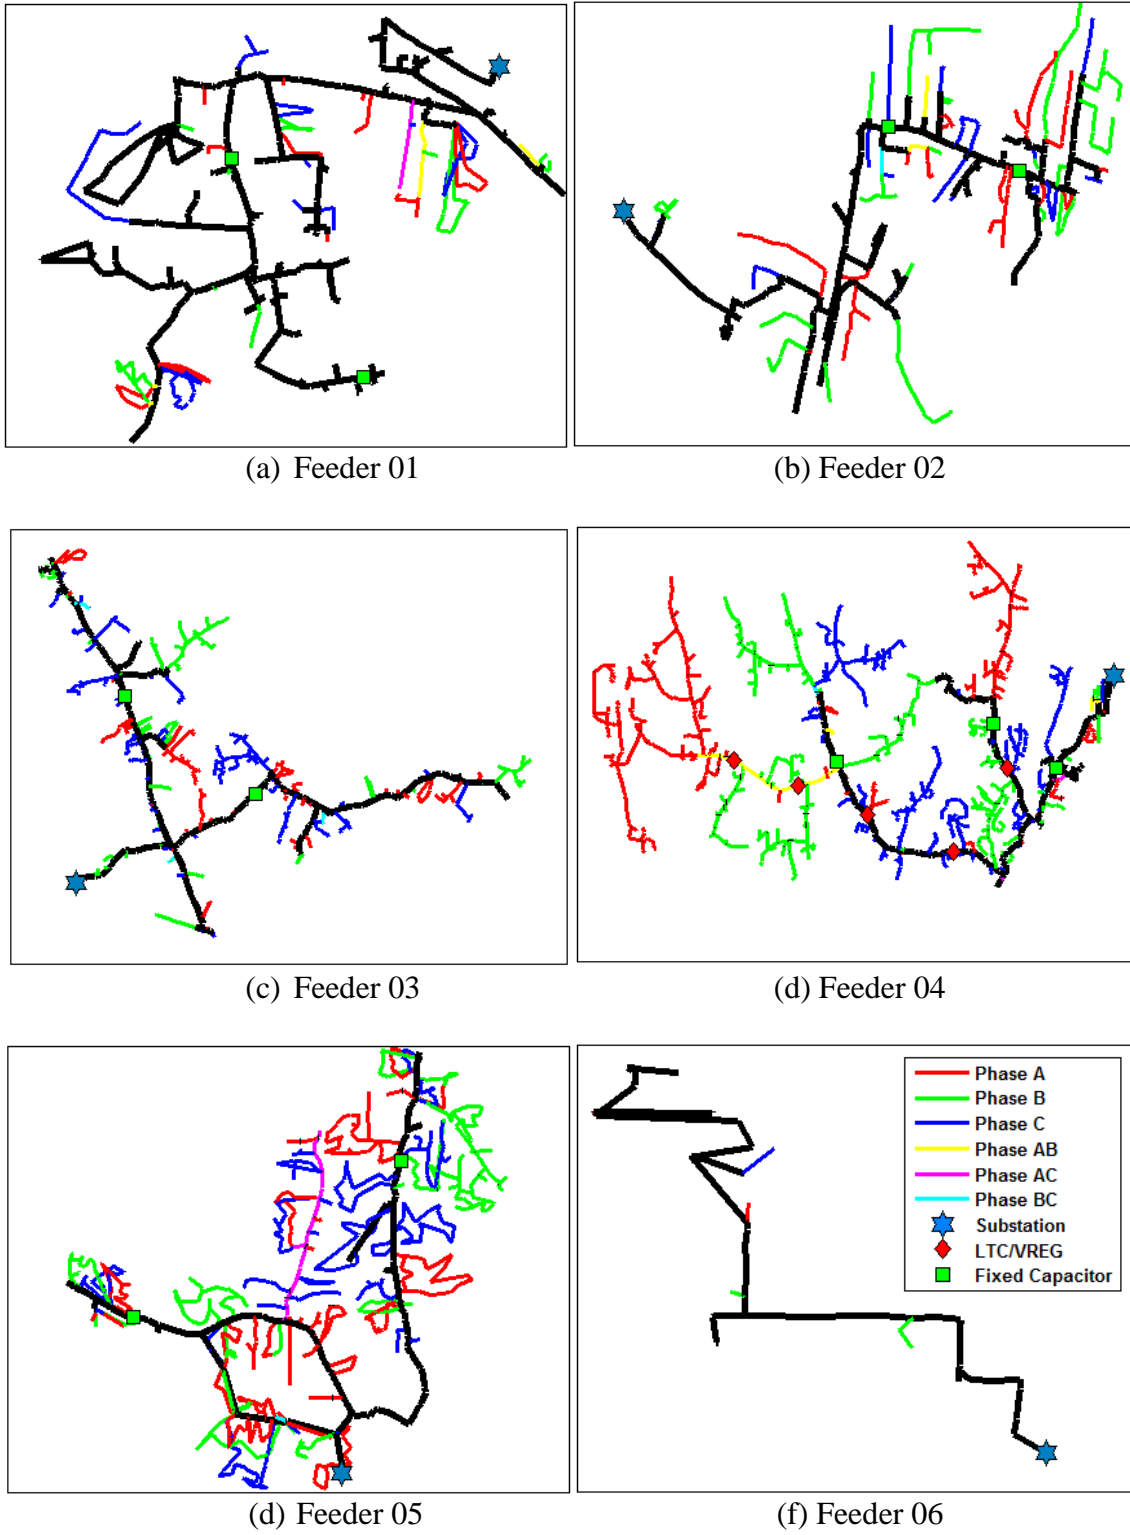 (a) Feeder 01
(b) Feeder 02
(c) Feeder 03
(d) Feeder 04
Phase A
Phase B
Phase C
Phase AB
Phase AC
Phase BC
Substation
LTC/VREG
Fixed Capacitor
(d) Feeder 05
(f) Feeder 06